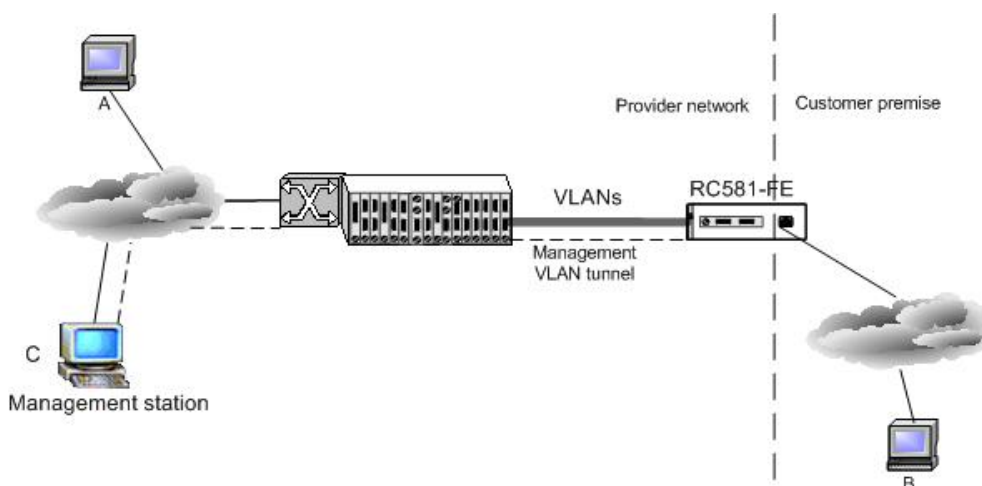 A
Provider network
Customer premise
VLANs
RC581-FE
Management
VLAN tunnel
C
Management station
B